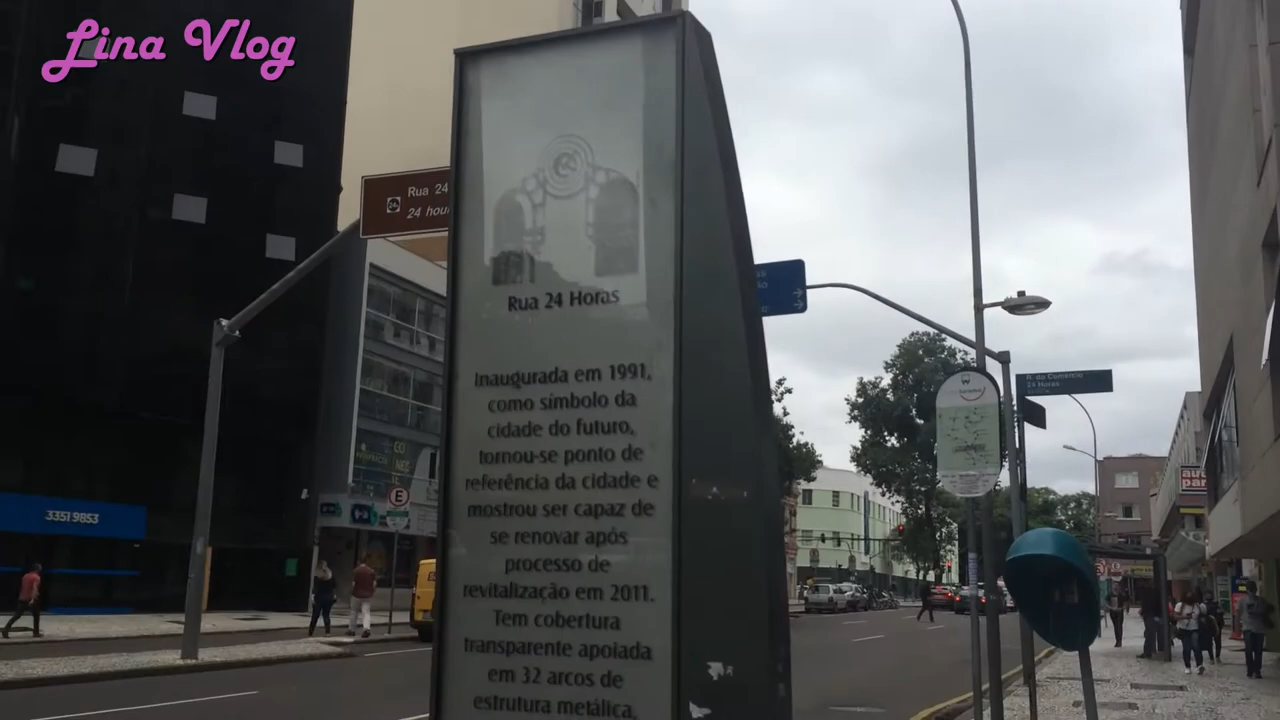 Lina Vlog
Rua 24
24 hou
Rua 24 Horas
Inaugurada em 1991,
como símbolo da
cidade do futuro,
tornou-se ponto de
referência da cidade e
mostrou ser capaz de
se renovar após
processo de
revitalização em 2011.
Tem cobertura
transparente apoiada
em 32 arcos de
estrutura metálica,
R. do Comércio
24 Horas
3351 9853
E